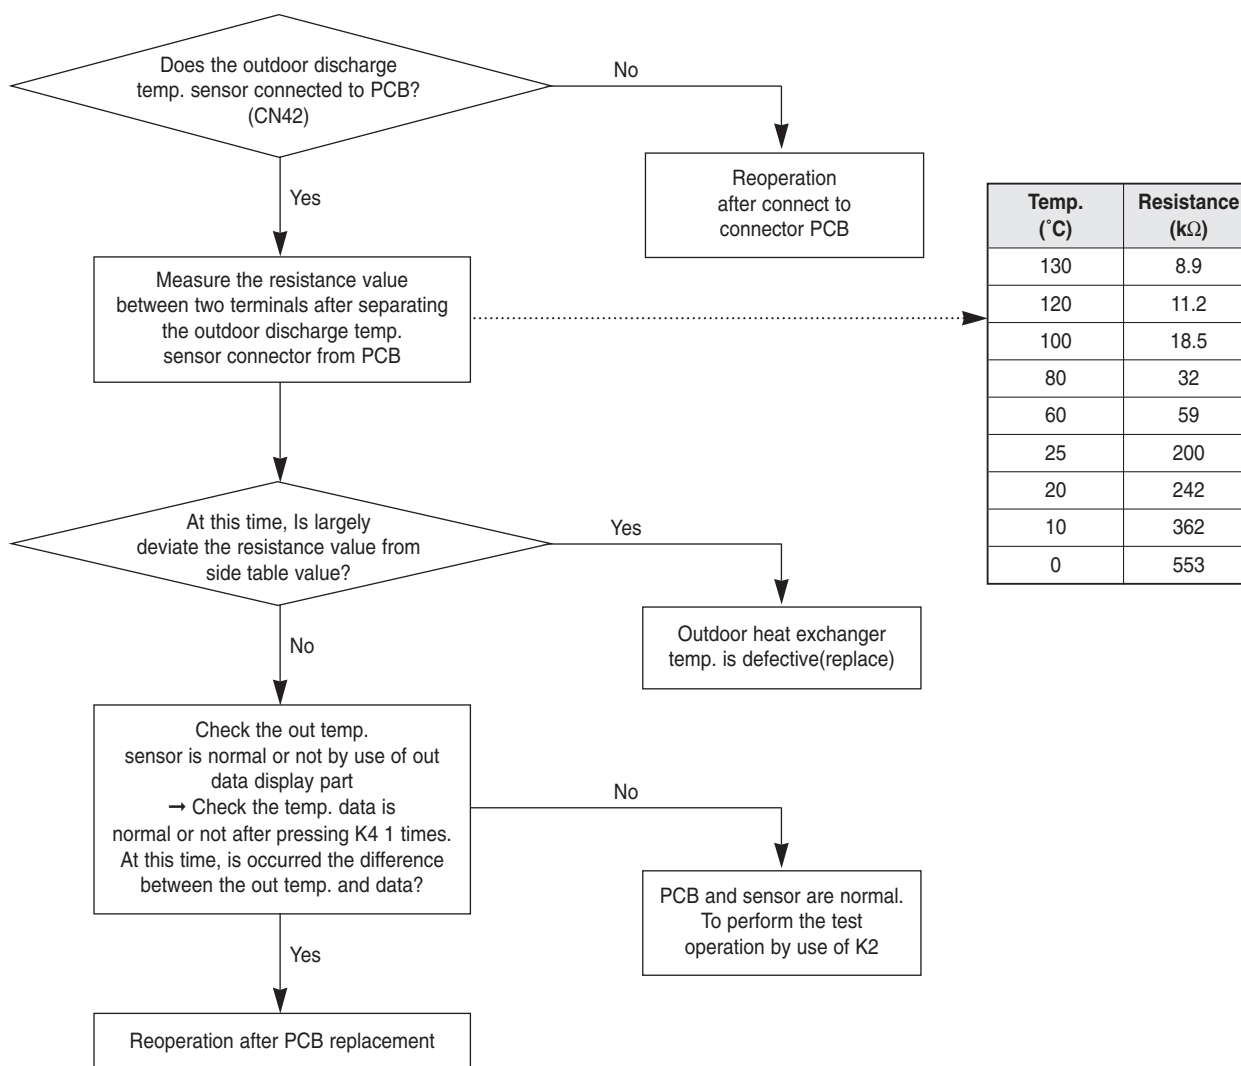 Does the outdoor discharge
temp. sensor connected to PCB?
(CN42)
No
Reoperation
after connect to
connector PCB
Yes
Measure the resistance value
between two terminals after separating
the outdoor discharge temp.
sensor connector from PCB
Temp. Resistance
(˚C) (kΩ)
130 8.9
120 11.2
100 18.5
80 32
60 59
25 200
20 242
10 362
0 553
At this time, Is largely
deviate the resistance value from
side table value?
Yes
Outdoor heat exchanger
temp. is defective(replace)
No
Check the out temp.
sensor is normal or not by use of out
data display part
→ Check the temp. data is
normal or not after pressing K4 1 times.
At this time, is occurred the difference
between the out temp. and data?
No
PCB and sensor are normal.
To perform the test
operation by use of K2
Yes
Reoperation after PCB replacement